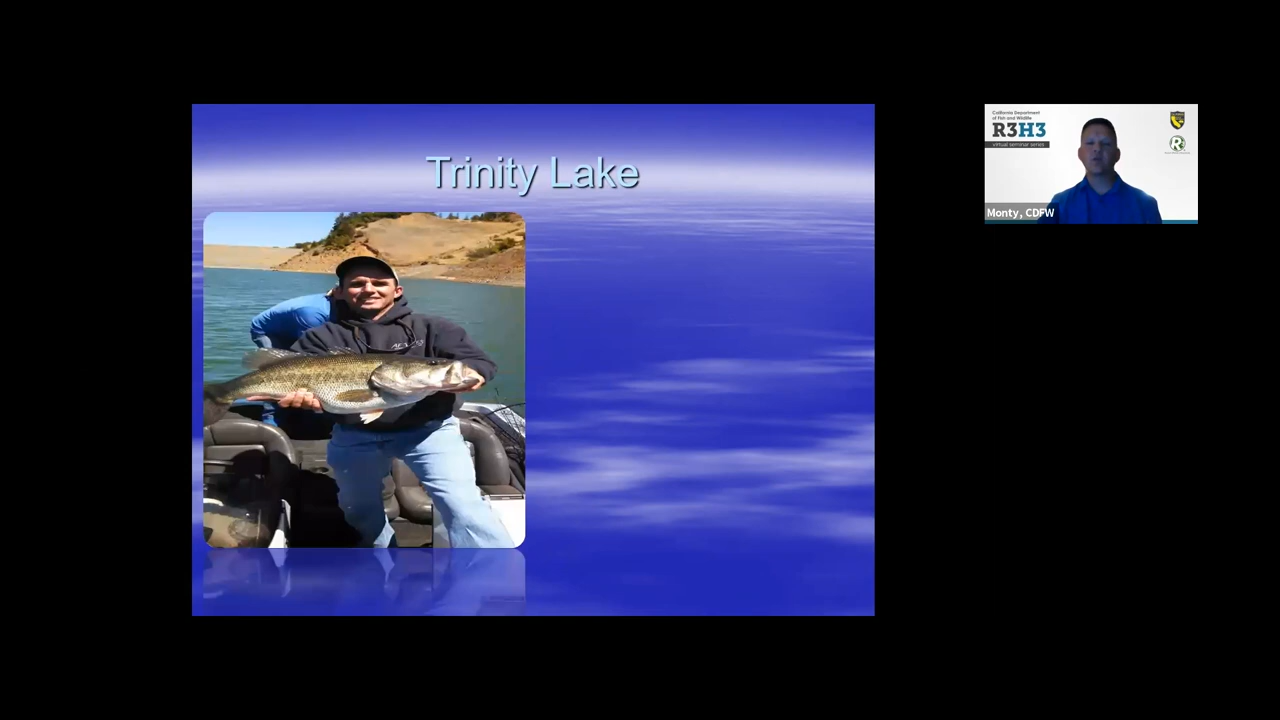 Trinity Lake
California Department
of Fish and Wildlife
R3H3
virtual seminar series
R
Monty, CDFW